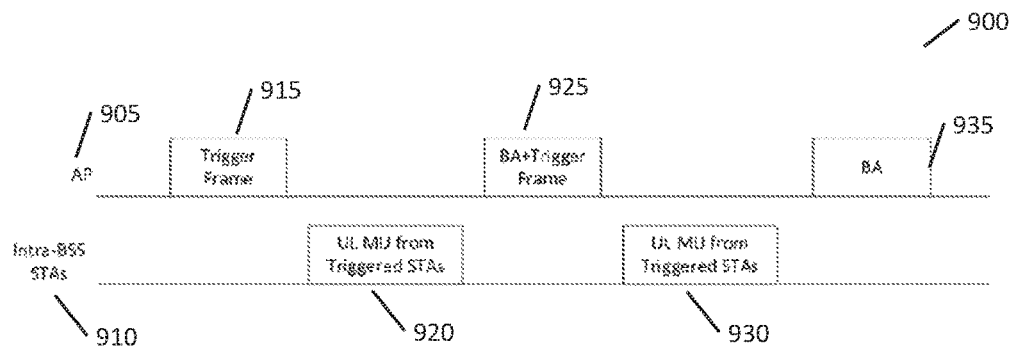 900
915
925
905
935
AP
Trigger
Frame
BA+Trigger
Frame
BA
Intra-BSS
STAs
UL MU from
Triggered STAs
UL MU from
Triggered STAs
910
920
930